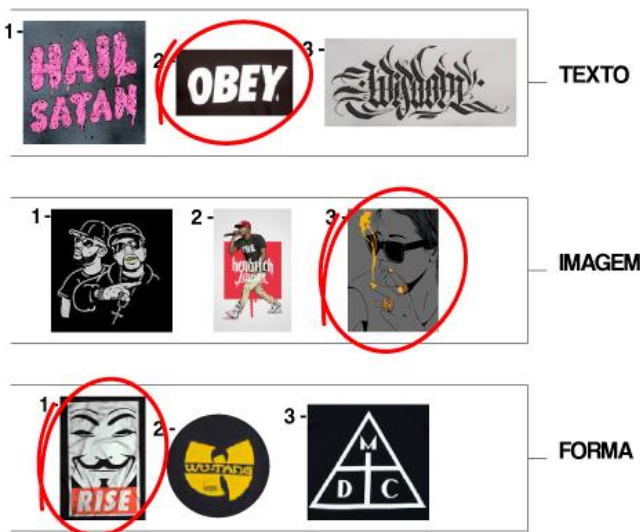 1-
HAIL
SATAN
2-
OBEY
3-
TEXTO
1-
2-
3-
IMAGEM
1-
RISE
2-
WU-TANG
3-
M
D C
FORMA